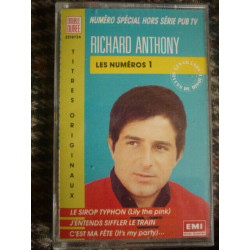 NUMÉRO SPÉCIAL HORS SÉRIE PUB TV
RICHARD ANTHONY
LES NUMÉROS 1
TITRES ORIGINAUX
LE SIROP TYPHON (Lily the pink)
J'ENTENDS SIFFLER LE TRAIN
C'EST MA FÊTE (It's my party)...
EMI